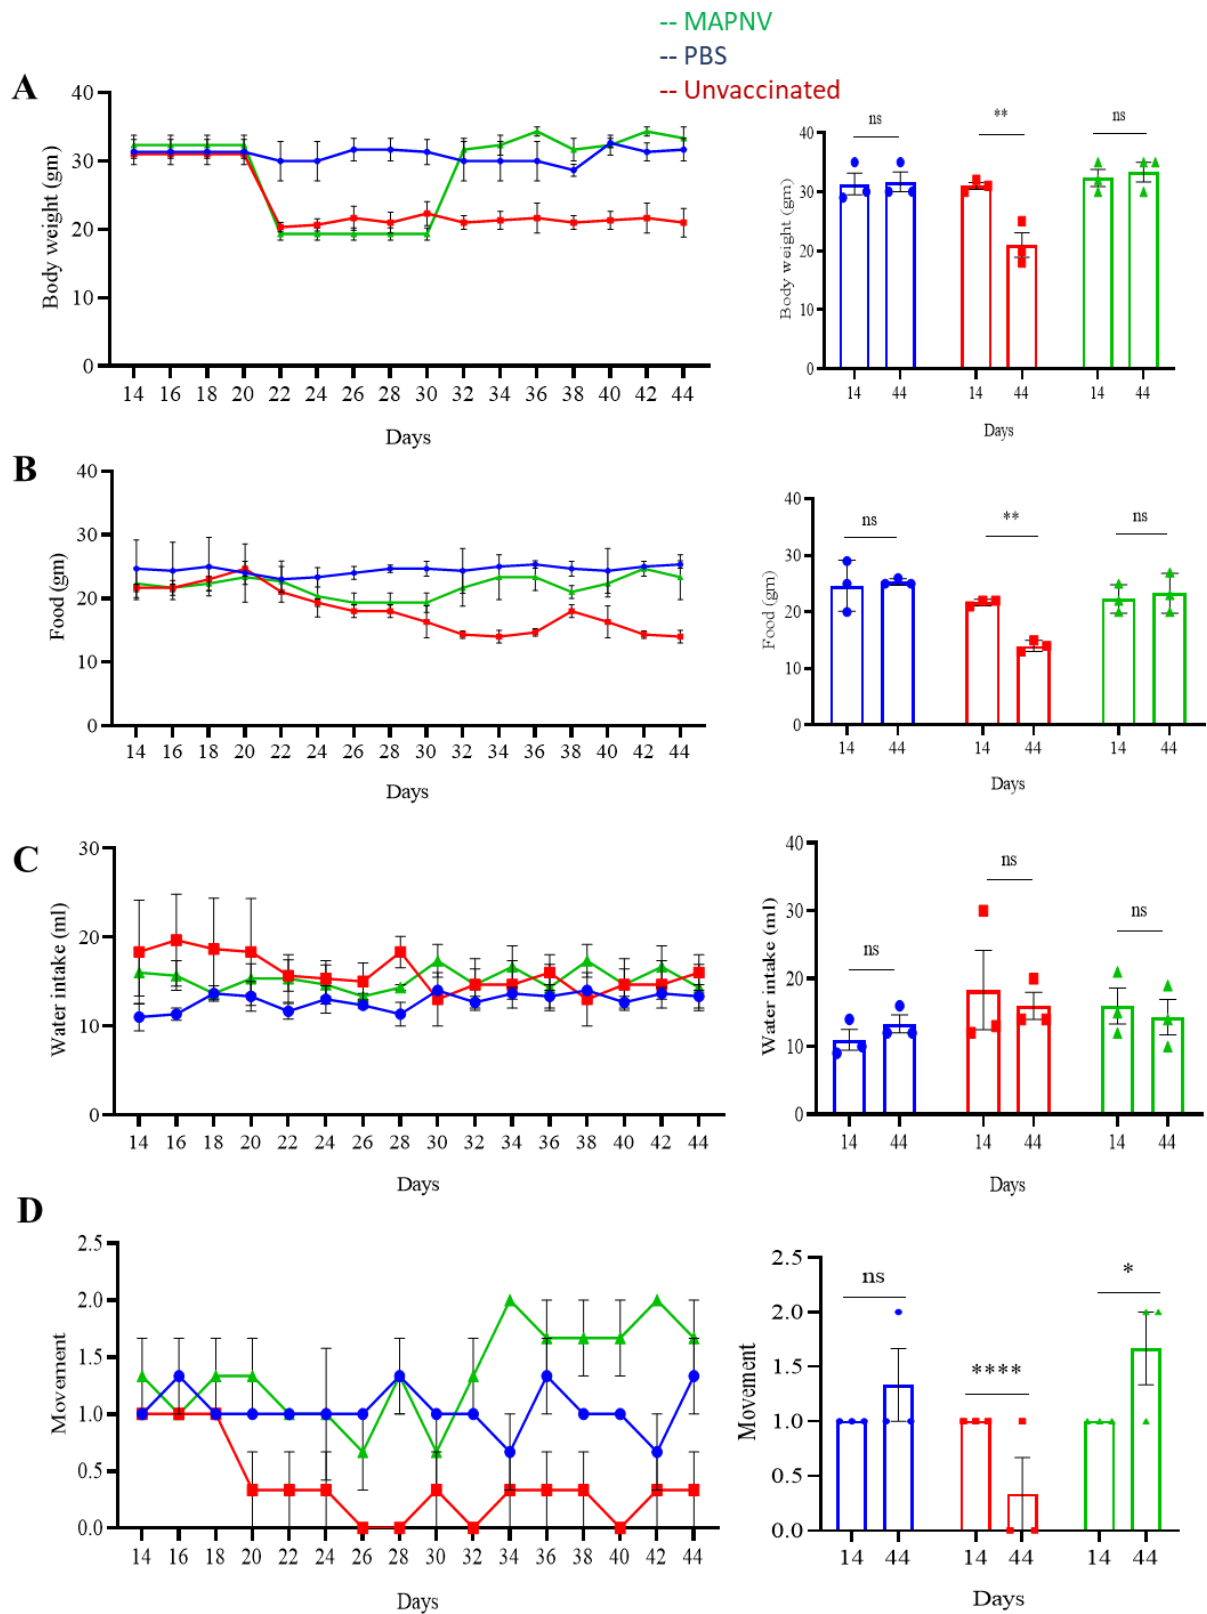 -- MAPNV
-- PBS
-- Unvaccinated
A
40
30
20
10
0
Body weight (gm)
14 16 18 20 22 24 26 28 30 32 34 36 38 40 42 44
Days
40
30
20
10
0
Body weight (gm)
ns
**
ns
14 44 14 44 14 44
Days
B
40
30
20
10
0
Food (gm)
14 16 18 20 22 24 26 28 30 32 34 36 38 40 42 44
Days
40
30
20
10
0
Food (gm)
ns
**
ns
14 44 14 44 14 44
Days
C
30
20
10
0
Water intake (ml)
14 16 18 20 22 24 26 28 30 32 34 36 38 40 42 44
Days
40
30
20
10
0
Water intake (ml)
ns
ns
ns
14 44 14 44 14 44
Days
D
2.5
2.0
1.5
1.0
0.5
0.0
Movement
14 16 18 20 22 24 26 28 30 32 34 36 38 40 42 44
Days
2.5
2.0
1.5
1.0
0.5
0.0
Movement
ns
****
*
14 44 14 44 14 44
Days